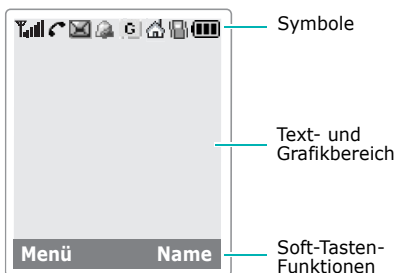 G
Symbole
Text- und
Grafikbereich
Menü Name
Soft-Tasten-
Funktionen